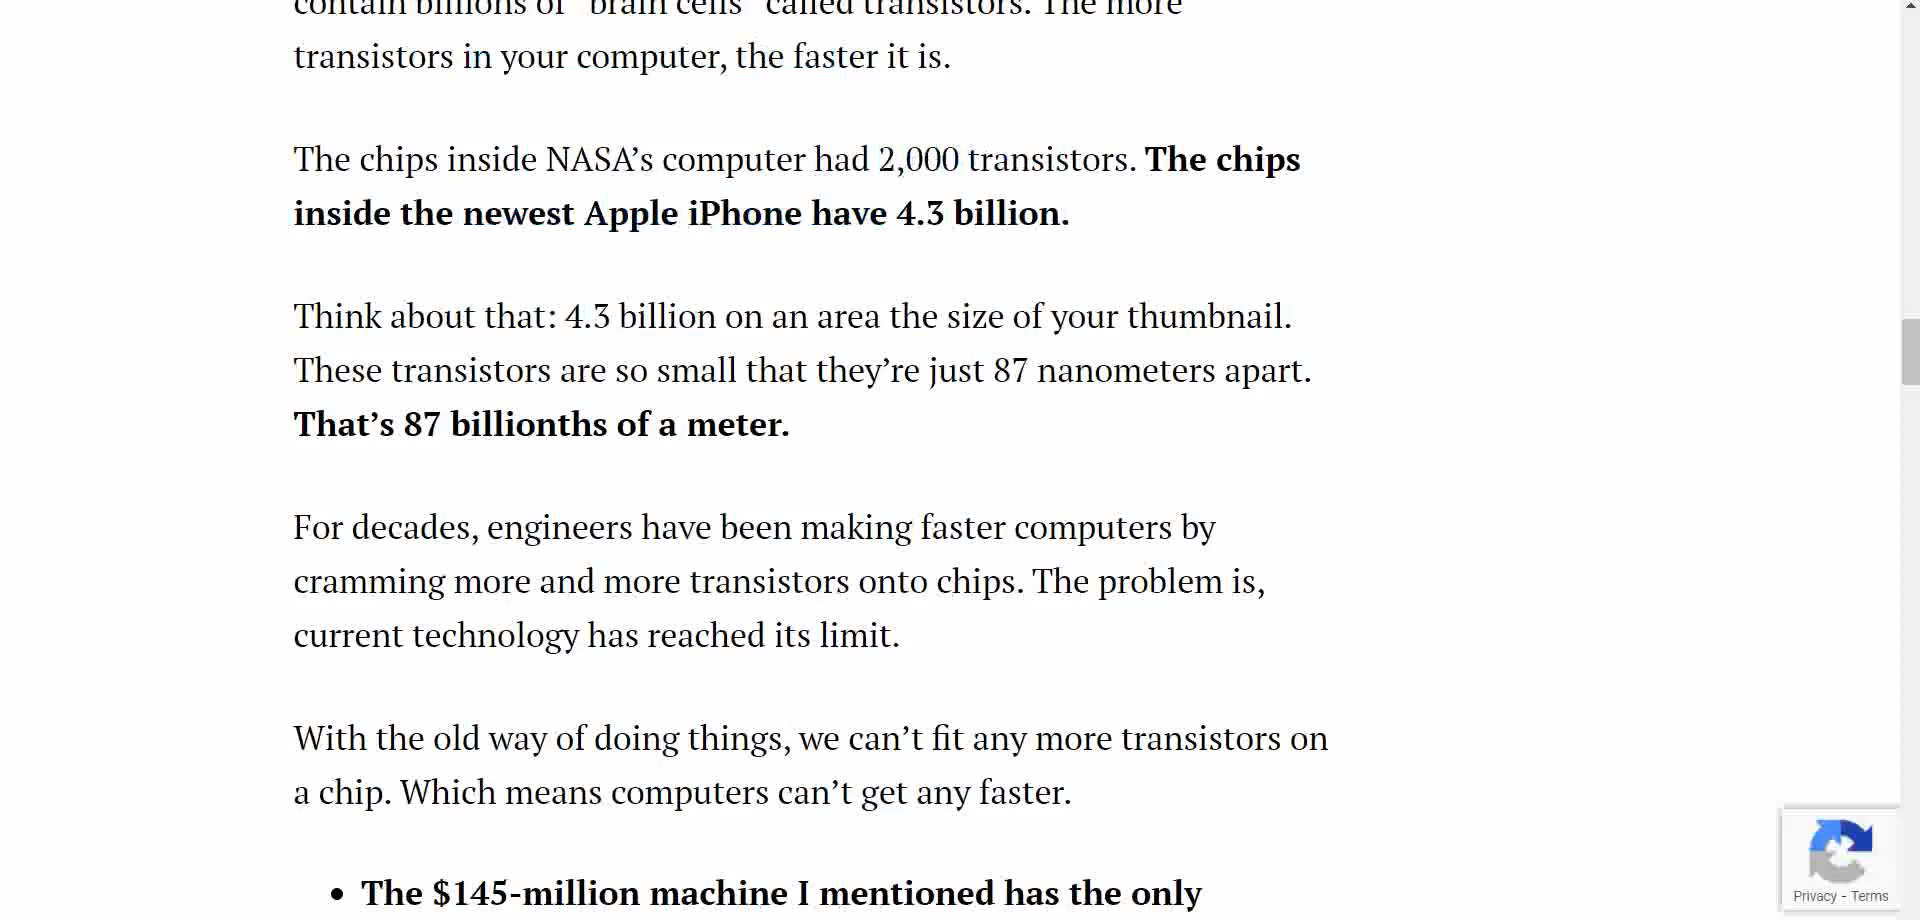 contain billions of “brain cells” called transistors. The more
transistors in your computer, the faster it is.
The chips inside NASA’s computer had 2,000 transistors. The chips
inside the newest Apple iPhone have 4.3 billion.
Think about that: 4.3 billion on an area the size of your thumbnail.
These transistors are so small that they’re just 87 nanometers apart.
That’s 87 billionths of a meter.
For decades, engineers have been making faster computers by
cramming more and more transistors onto chips. The problem is,
current technology has reached its limit.
With the old way of doing things, we can’t fit any more transistors on
a chip. Which means computers can’t get any faster.
• The $145-million machine I mentioned has the only
Privacy - Terms